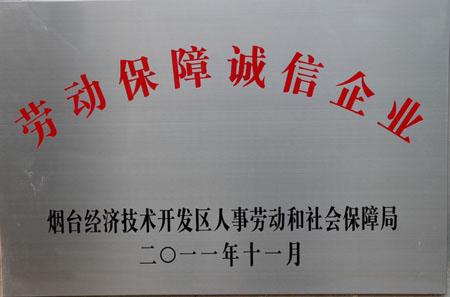 劳动保障诚信企业
烟台经济技术开发区人事劳动和社会保障局
二〇一一年十一月